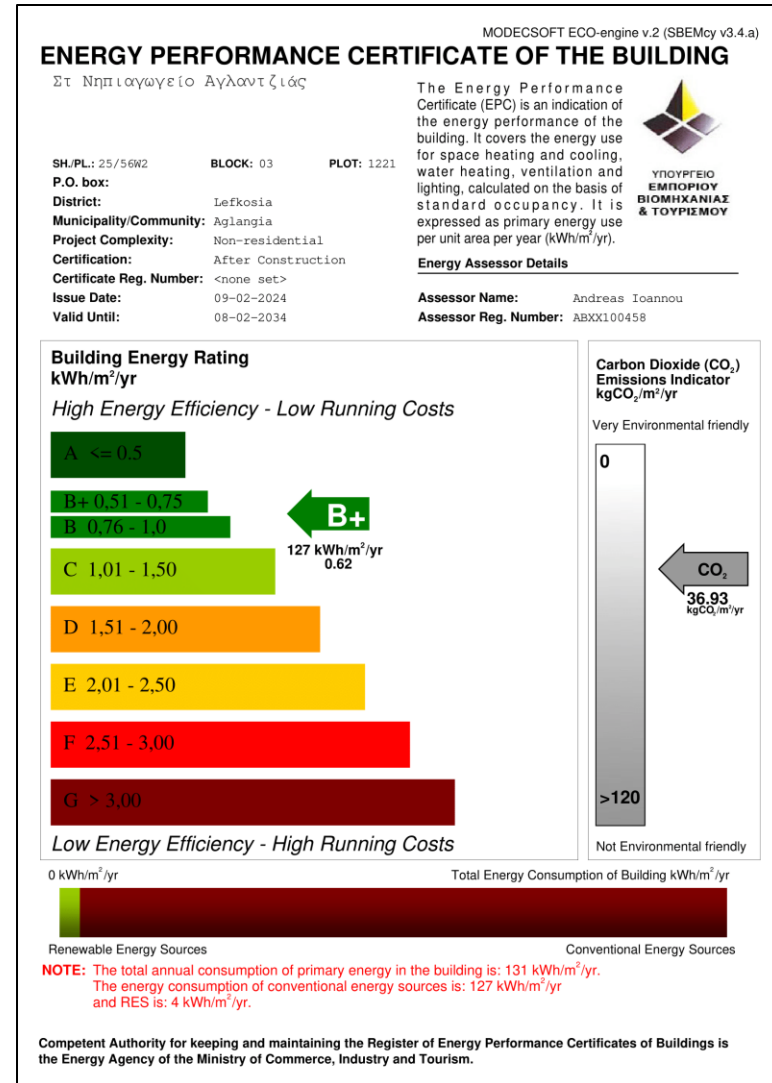 MODECSOFT ECO-engine v.2 (SBEMcy v3.4.a)
ENERGY PERFORMANCE CERTIFICATE OF THE BUILDING
Στ Νηπιαγωγείο Αγλαντζιάς
The Energy Performance
Certificate (EPC) is an indication
of the energy performance of the
building. It covers the energy use
for space heating and cooling,
water heating, ventilation and
lighting, calculated on the basis of
standard occupancy. It is
expressed as primary energy use
per unit area per year (kWh/m²/yr).
ΥΠΟΥΡΓΕΙΟ
ΕΜΠΟΡΙΟΥ
ΒΙΟΜΗΧΑΝΙΑΣ
& ΤΟΥΡΙΣΜΟΥ
SH./PL.: 25/56W2 BLOCK: 03 PLOT: 1221
P.O. box:
District: Lefkosia
Municipality/Community: Aglangia
Project Complexity: Non-residential
Certification: After Construction
Certificate Reg. Number: <none set>
Issue Date: 09-02-2024
Valid Until: 08-02-2034
Energy Assessor Details
Assessor Name: Andreas Ioannou
Assessor Reg. Number: ABXX100458
Building Energy Rating
kWh/m²/yr
High Energy Efficiency - Low Running Costs
A <= 0.5
B+ 0,51 - 0,75
B 0,76 - 1,0
C 1,01 - 1,50
D 1,51 - 2,00
E 2,01 - 2,50
F 2,51 - 3,00
G > 3,00
B+
127 kWh/m²/yr
0.62
Low Energy Efficiency - High Running Costs
Carbon Dioxide (CO₂)
Emissions Indicator
kgCO₂/m²/yr
Very Environmental friendly
0
CO₂
36.93
kgCO₂/m²/yr
>120
Not Environmental friendly
0 kWh/m²/yr Total Energy Consumption of Building kWh/m²/yr
Renewable Energy Sources Conventional Energy Sources
NOTE: The total annual consumption of primary energy in the building is: 131 kWh/m²/yr.
The energy consumption of conventional energy sources is: 127 kWh/m²/yr
and RES is: 4 kWh/m²/yr.
Competent Authority for keeping and maintaining the Register of Energy Performance Certificates of Buildings is
the Energy Agency of the Ministry of Commerce, Industry and Tourism.